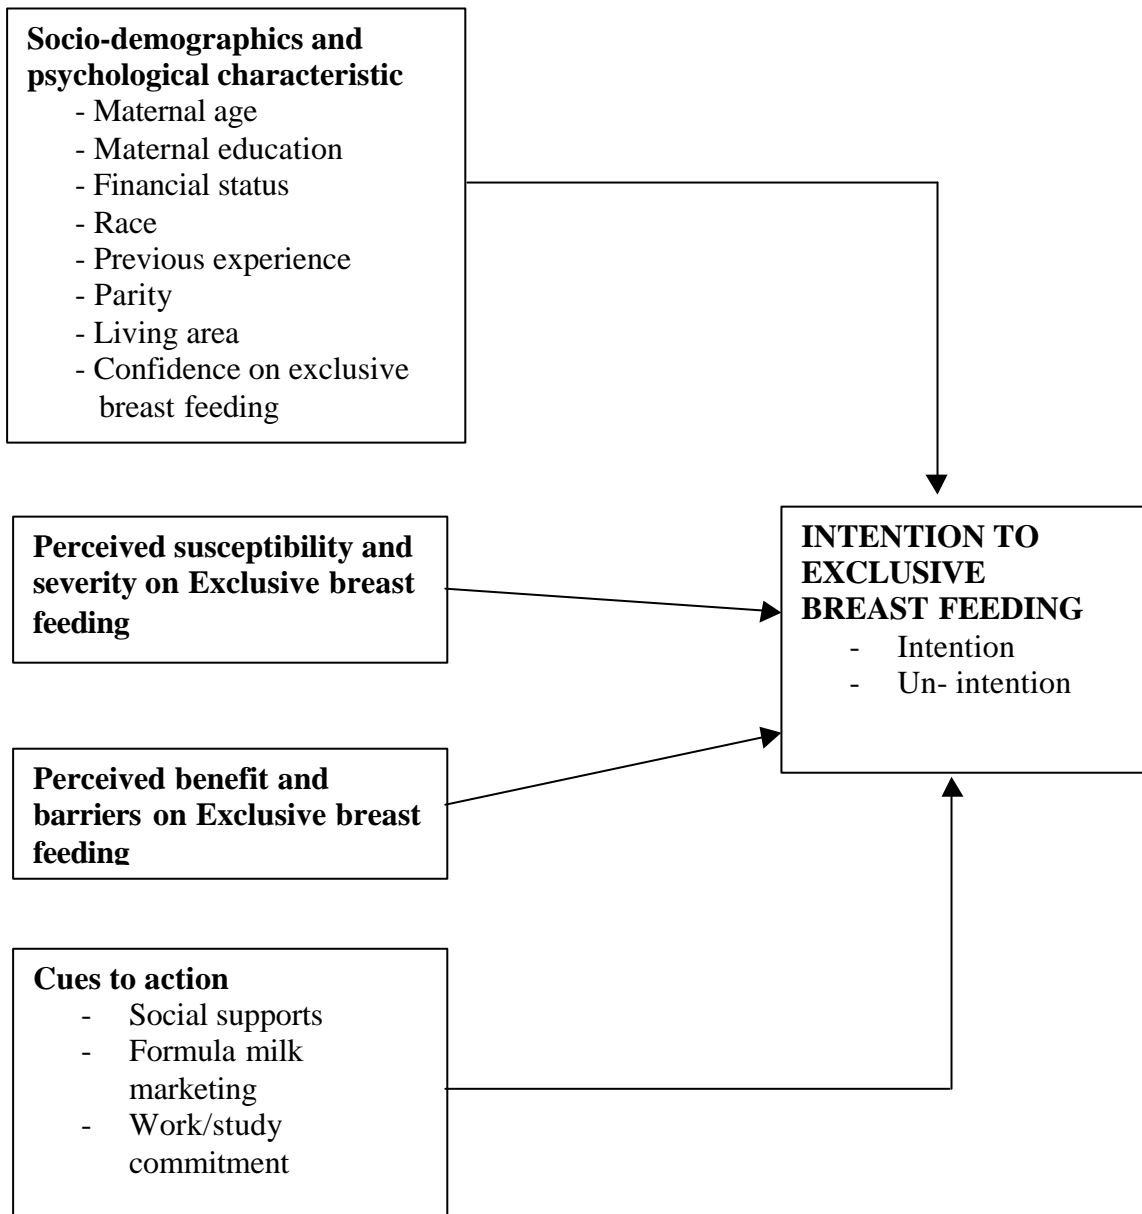 Socio-demographics and
psychological characteristic
- Maternal age
- Maternal education
- Financial status
- Race
- Previous experience
- Parity
- Living area
- Confidence on exclusive
breast feeding
Perceived susceptibility and
severity on Exclusive breast
feeding
Perceived benefit and
barriers on Exclusive breast
feeding
Cues to action
- Social supports
- Formula milk
marketing
- Work/study
commitment
INTENTION TO
EXCLUSIVE
BREAST FEEDING
- Intention
- Un- intention